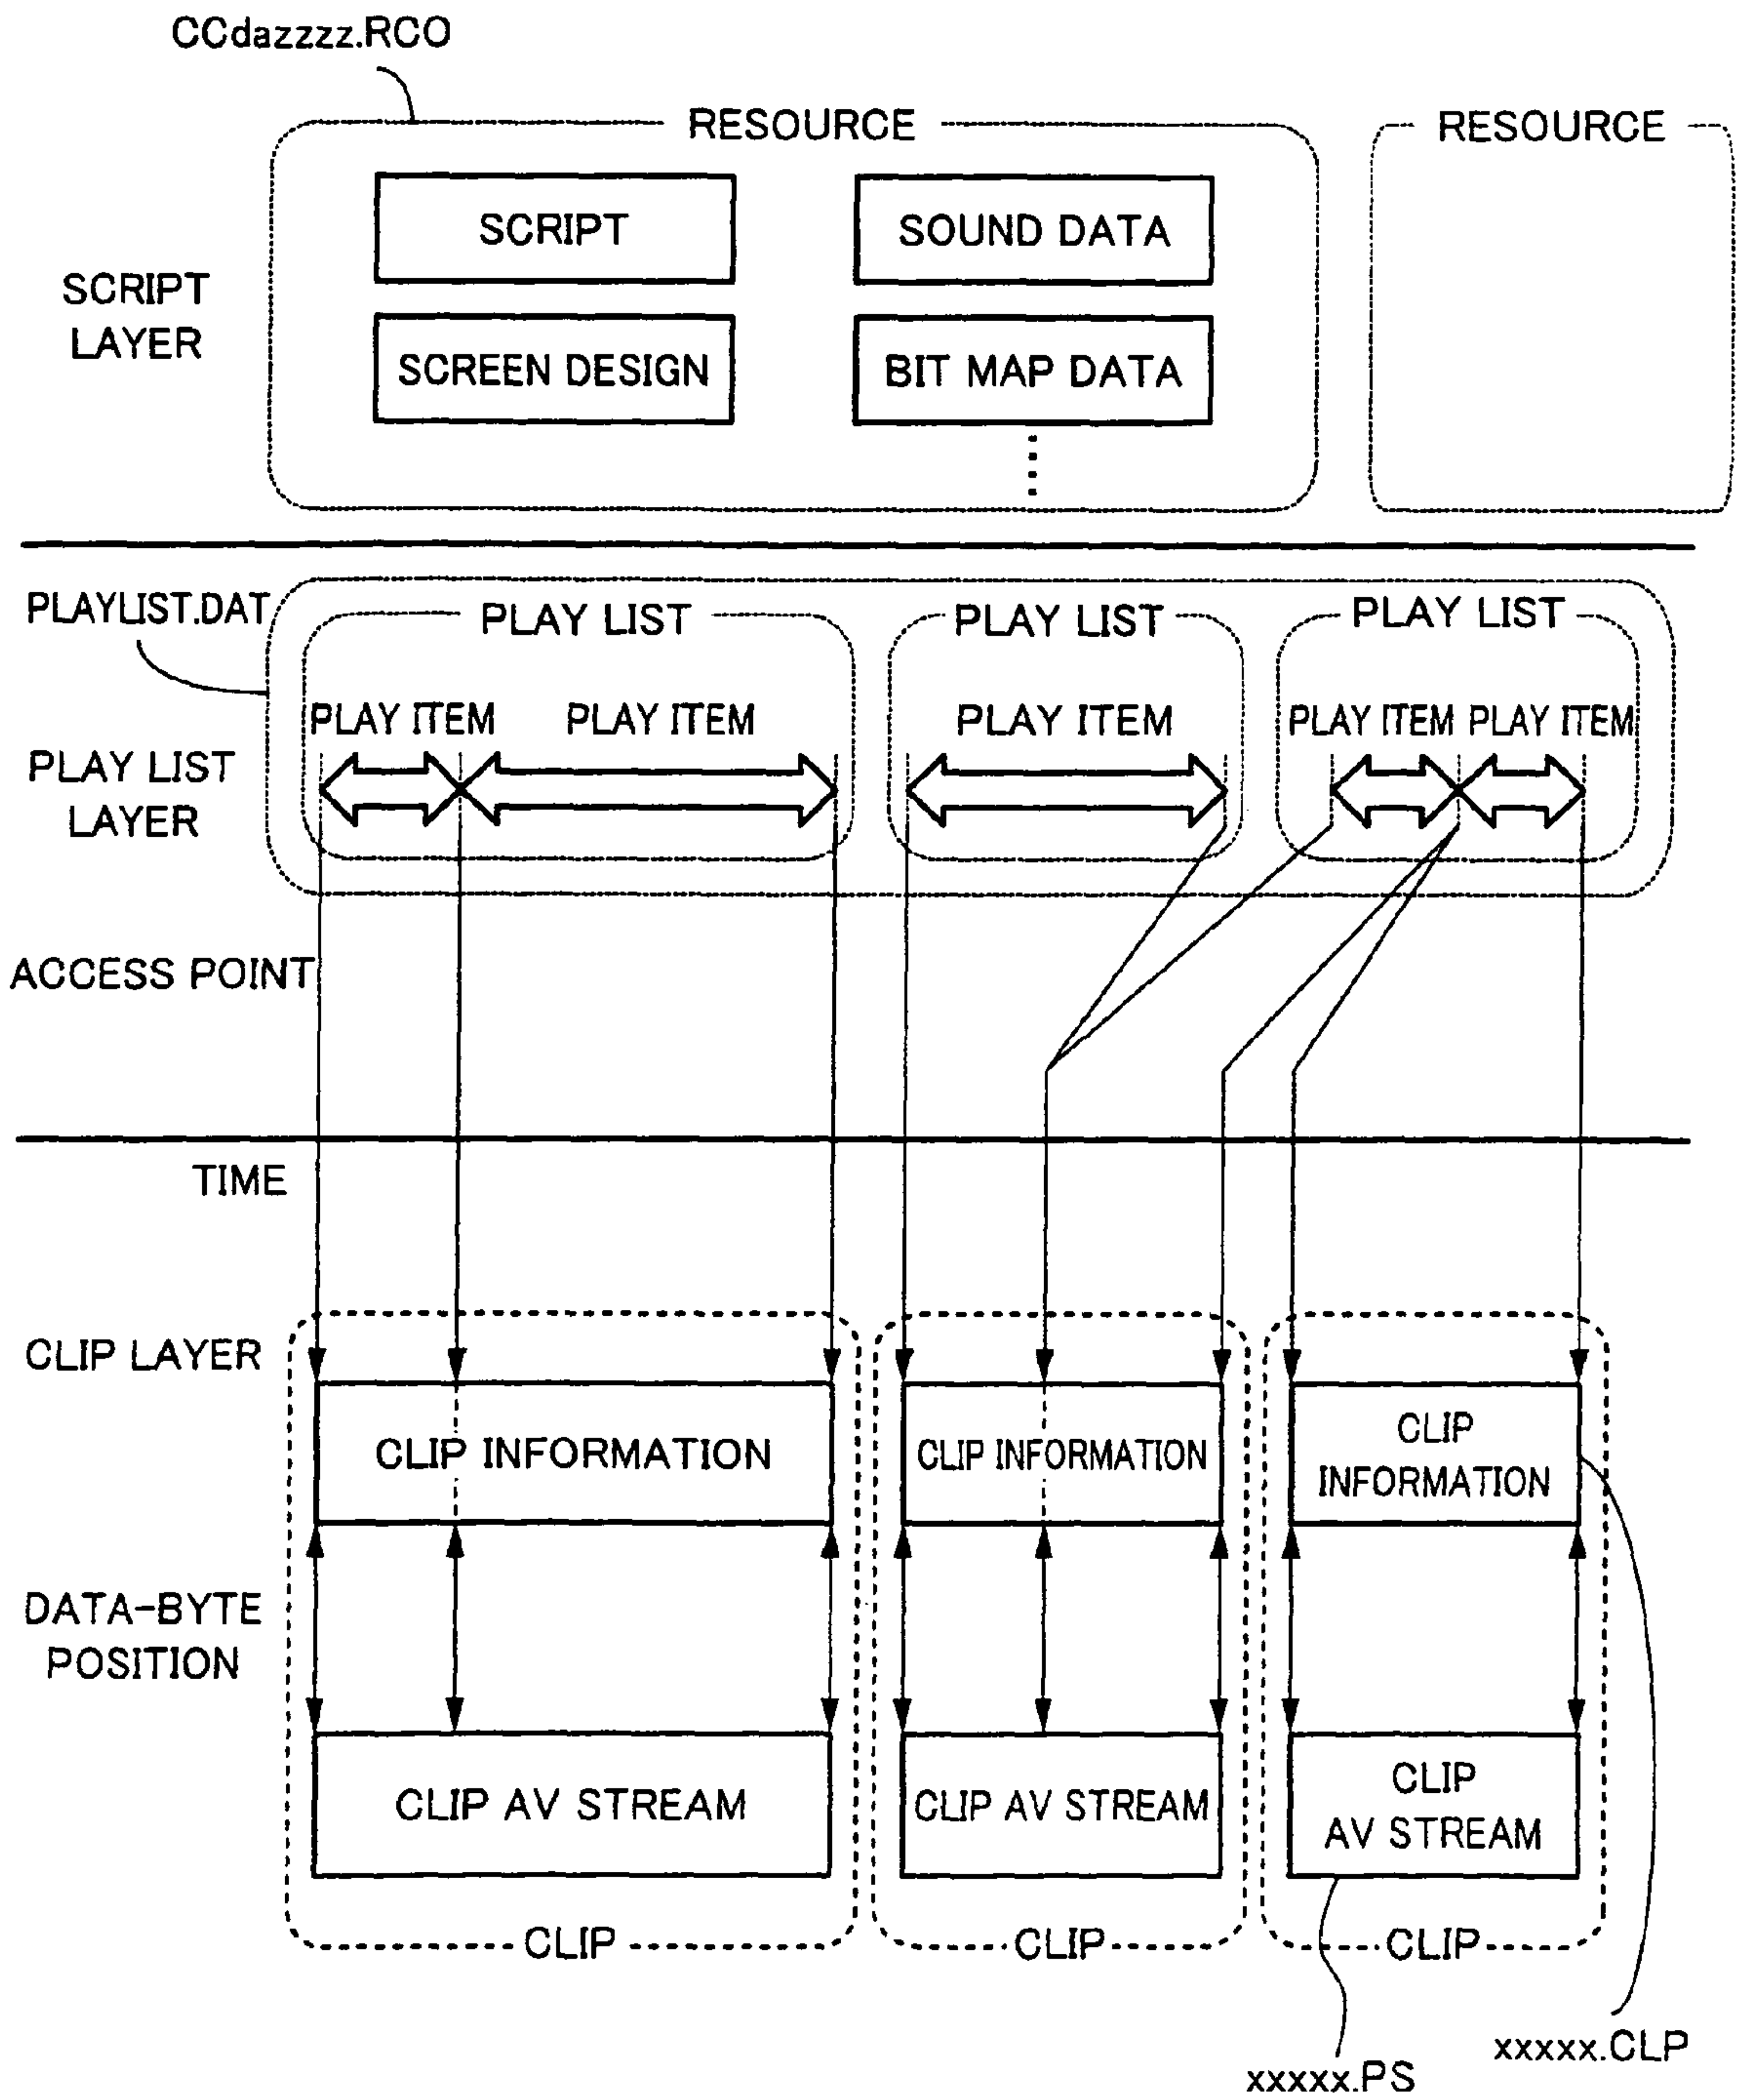 CCdazzzz.RCO
RESOURCE
RESOURCE
SCRIPT
SOUND DATA
SCRIPT
LAYER
SCREEN DESIGN
BIT MAP DATA
PLAYLIST.DAT
PLAY LIST
PLAY LIST
PLAY LIST
PLAY ITEM
PLAY ITEM
PLAY ITEM
PLAY ITEM
PLAY ITEM
PLAY LIST
LAYER
ACCESS POINT
TIME
CLIP LAYER
CLIP INFORMATION
CLIP INFORMATION
CLIP
INFORMATION
DATA-BYTE
POSITION
CLIP AV STREAM
CLIP AV STREAM
CLIP
AV STREAM
CLIP
CLIP
CLIP
xxxxx.CLP
xxxxx.PS